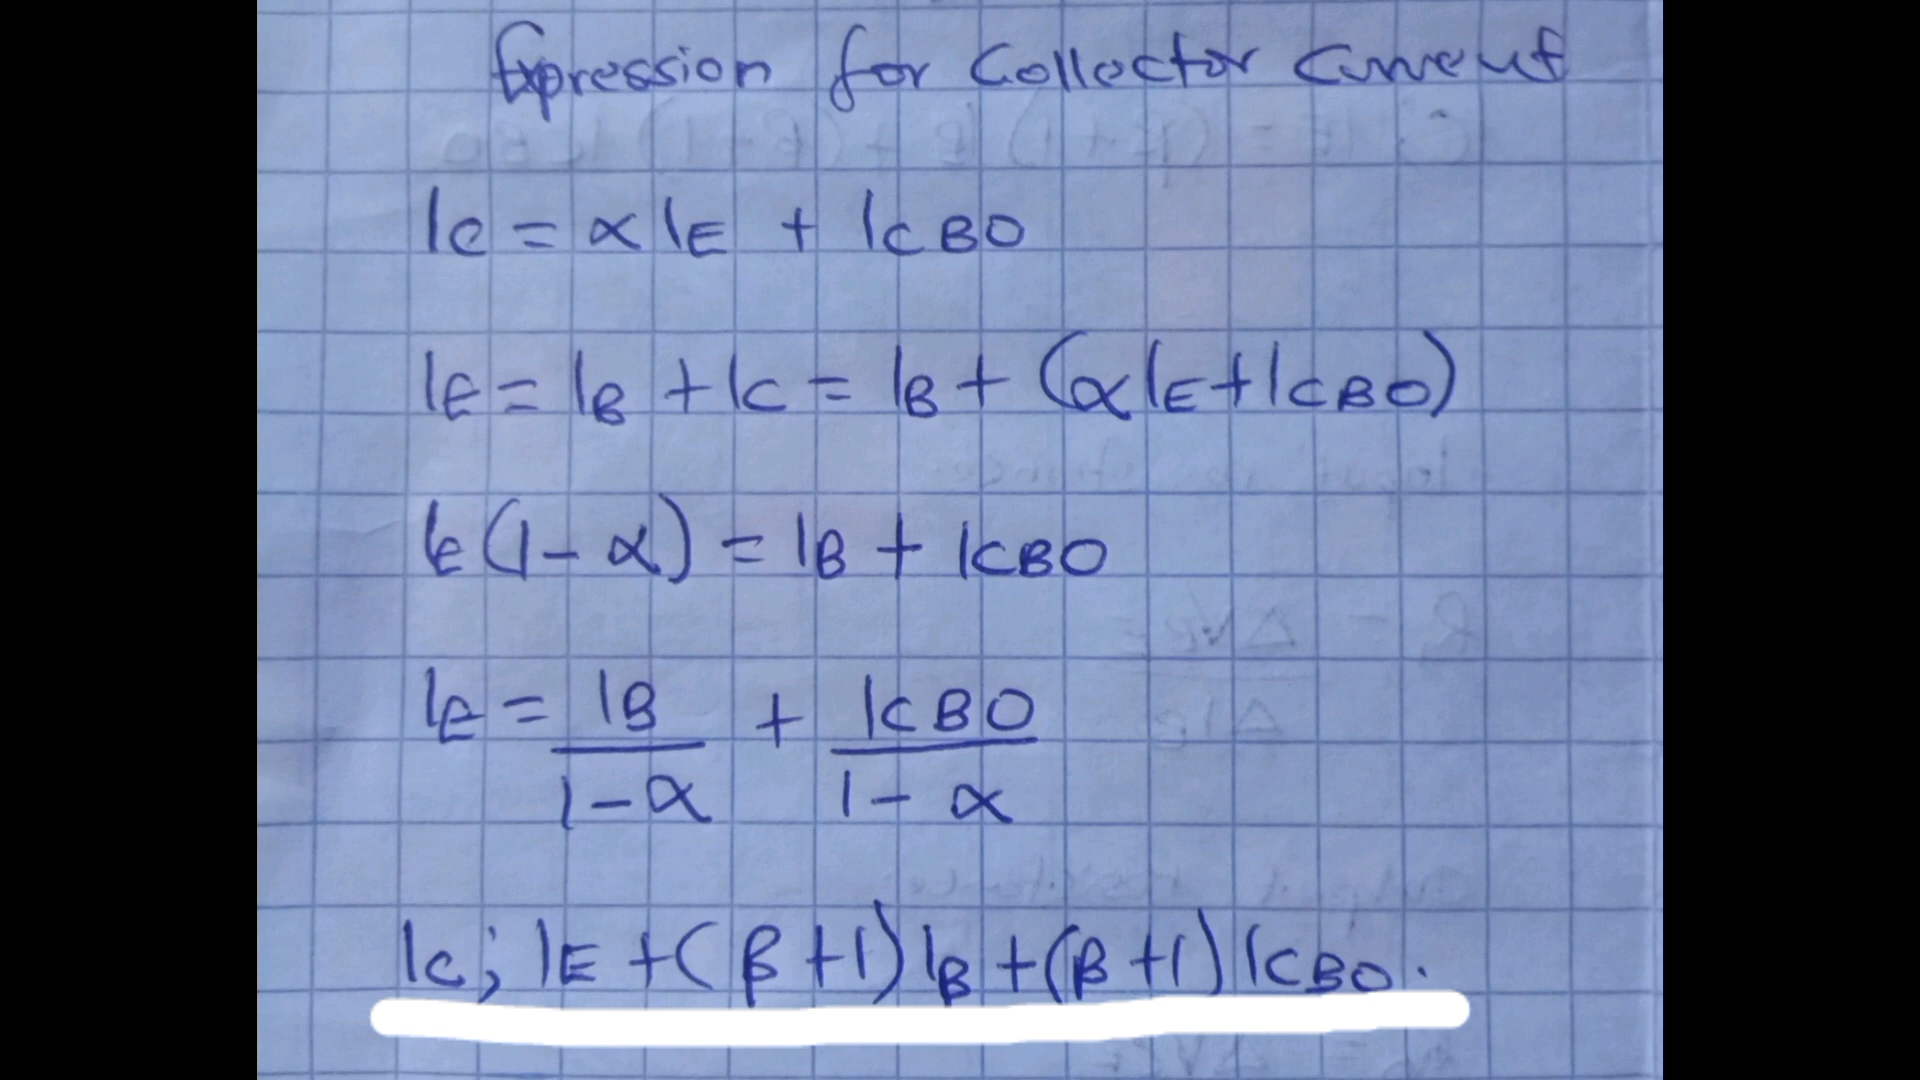 Expression for Collector Current
Ic = αIE + ICBO
IE = IB + IC = IB + (αIE + ICBO)
IE(1 - α) = IB + ICBO
IE = IB/1-α + ICBO/1-α
Ic; IE + (β+1)IB + (β+1)ICBO.